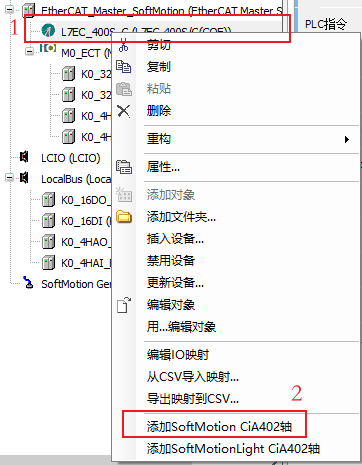 EtherCAT_Master_SoftMotion (EtherCAT Master S
PLC指令
1
L7EC_400S_G (L7EC-400S/G(COE))
M0_ECT (M
K0_32
K0_32
K0_4H
K0_4H
LCIO (LCIO)
LocalBus (Loca
K0_16DO_
K0_16DI (
K0_4HAO_
K0_4HAI_E
SoftMotion Gen
剪切
复制
粘贴
删除
重构
属性...
添加对象
添加文件夹...
插入设备...
禁用设备
更新设备...
编辑对象
用...编辑对象
编辑IO映射
从CSV导入映射...
导出映射到CSV...
2
添加SoftMotion CiA402轴
添加SoftMotionLight CiA402轴